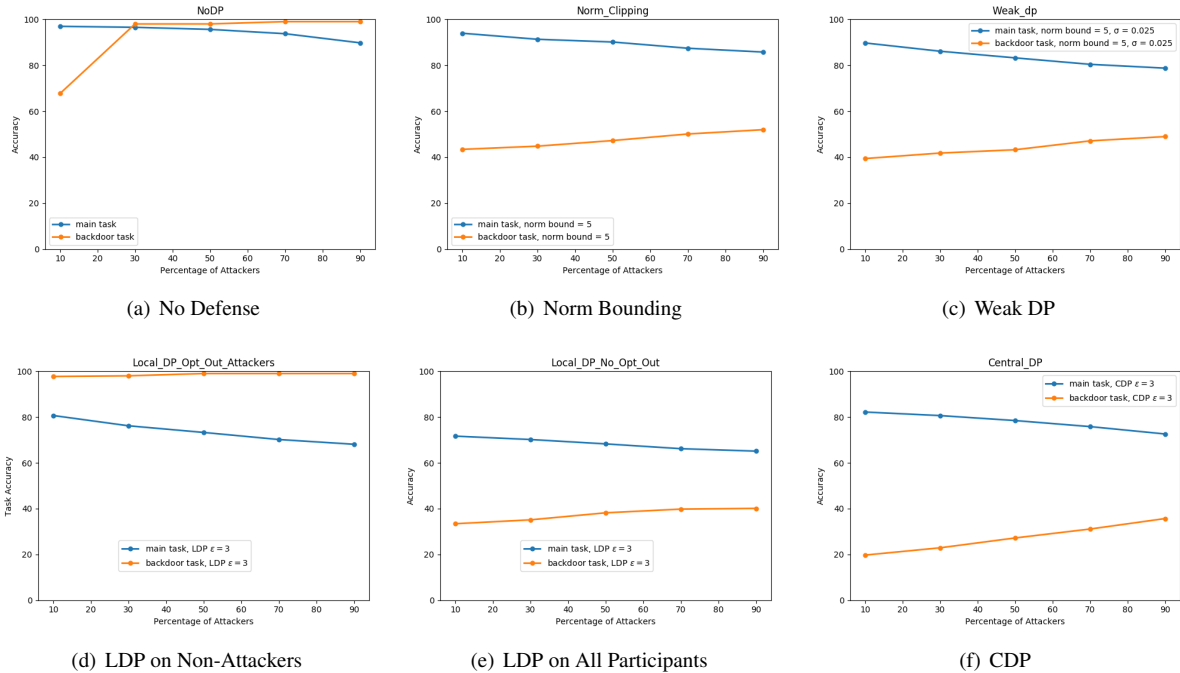 NoDP
100
80
60
40
20
0
Accuracy
main task
backdoor task
10 20 30 40 50 60 70 80 90
Percentage of Attackers
(a) No Defense
Norm_Clipping
100
80
60
40
20
0
Accuracy
main task, norm bound = 5
backdoor task, norm bound = 5
10 20 30 40 50 60 70 80 90
Percentage of Attackers
(b) Norm Bounding
Weak_dp
100
80
60
40
20
0
Accuracy
main task, norm bound = 5, σ = 0.025
backdoor task, norm bound = 5, σ = 0.025
10 20 30 40 50 60 70 80 90
Percentage of Attackers
(c) Weak DP
Local_DP_Opt_Out_Attackers
100
80
60
40
20
0
Task Accuracy
main task, LDP ε = 3
backdoor task, LDP ε = 3
10 20 30 40 50 60 70 80 90
Percentage of Attackers
(d) LDP on Non-Attackers
Local_DP_No_Opt_Out
100
80
60
40
20
0
Accuracy
main task, LDP ε = 3
backdoor task, LDP ε = 3
10 20 30 40 50 60 70 80 90
Percentage of Attackers
(e) LDP on All Participants
Central_DP
100
80
60
40
20
0
Accuracy
main task, CDP ε = 3
backdoor task, CDP ε = 3
10 20 30 40 50 60 70 80 90
Percentage of Attackers
(f) CDP